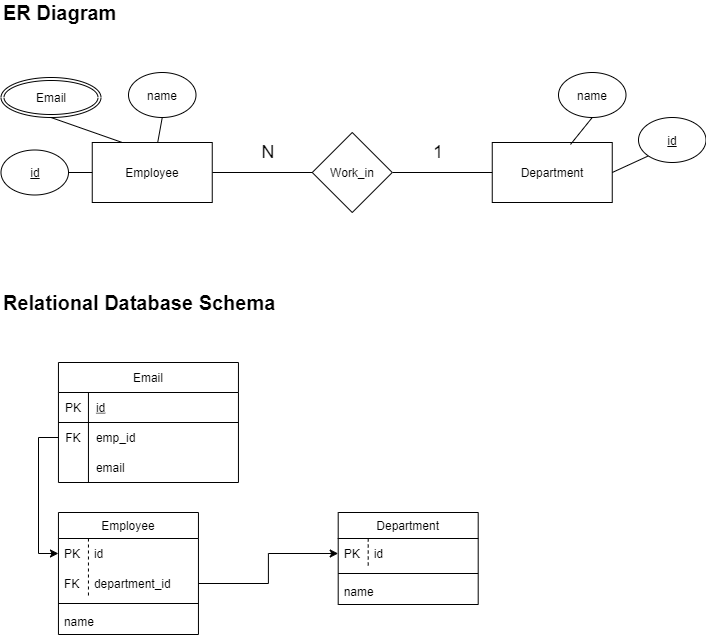 ER Diagram
Email
name
name
id
id
Employee
N
Work_in
1
Department
Relational Database Schema
Email
PK id
FK emp_id
email
Employee
PK id
FK department_id
name
Department
PK id
name